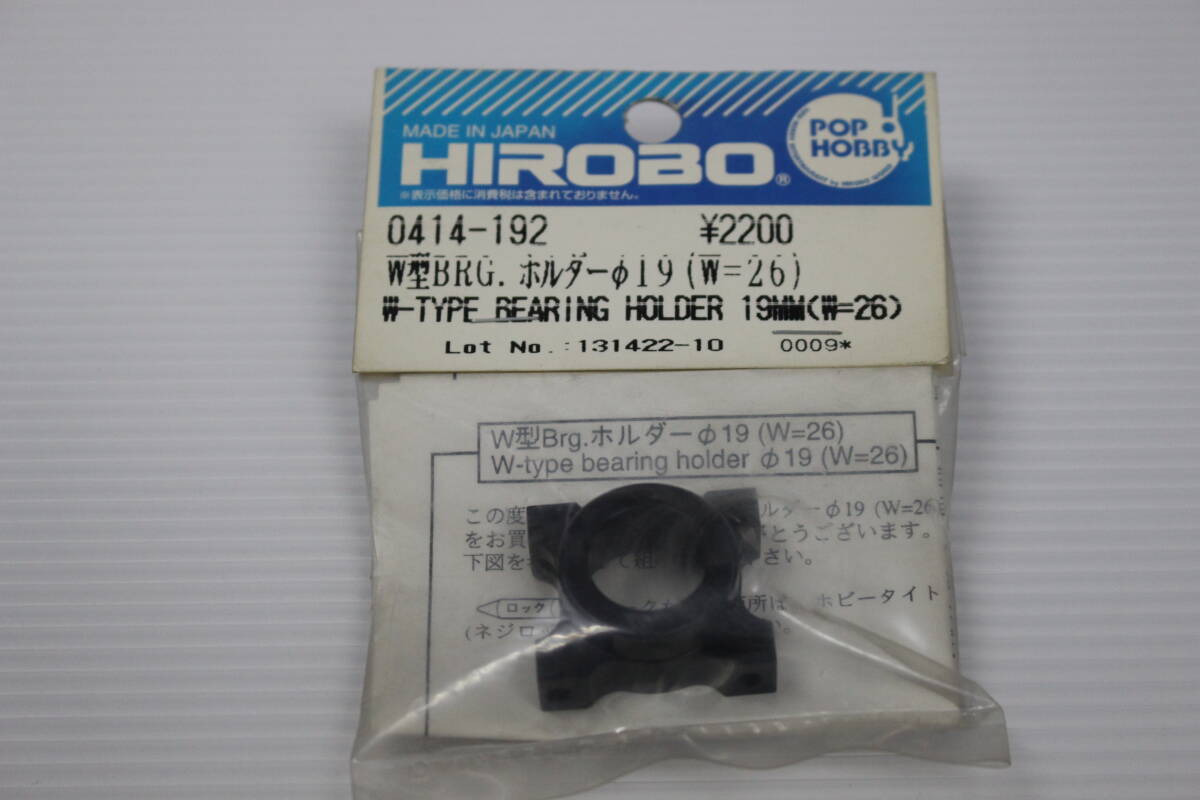 MADE IN JAPAN
HIROBO®
※表示価格に消費税は含まれておりません。
POP
HOBBY
0414-192 ¥2200
W型BRG. ホルダーφ19(W=26)
W-TYPE BEARING HOLDER 19MM(W=26)
Lot No.:131422-10 0009*
W型Brg.ホルダーφ19 (W=26)
W-type bearing holder φ19 (W=26)
この度 ルダーφ19 (W=26)
をお買 とうございます。
下図を て組 さい。
ロック 所は ホビータイト
(ネジロッ